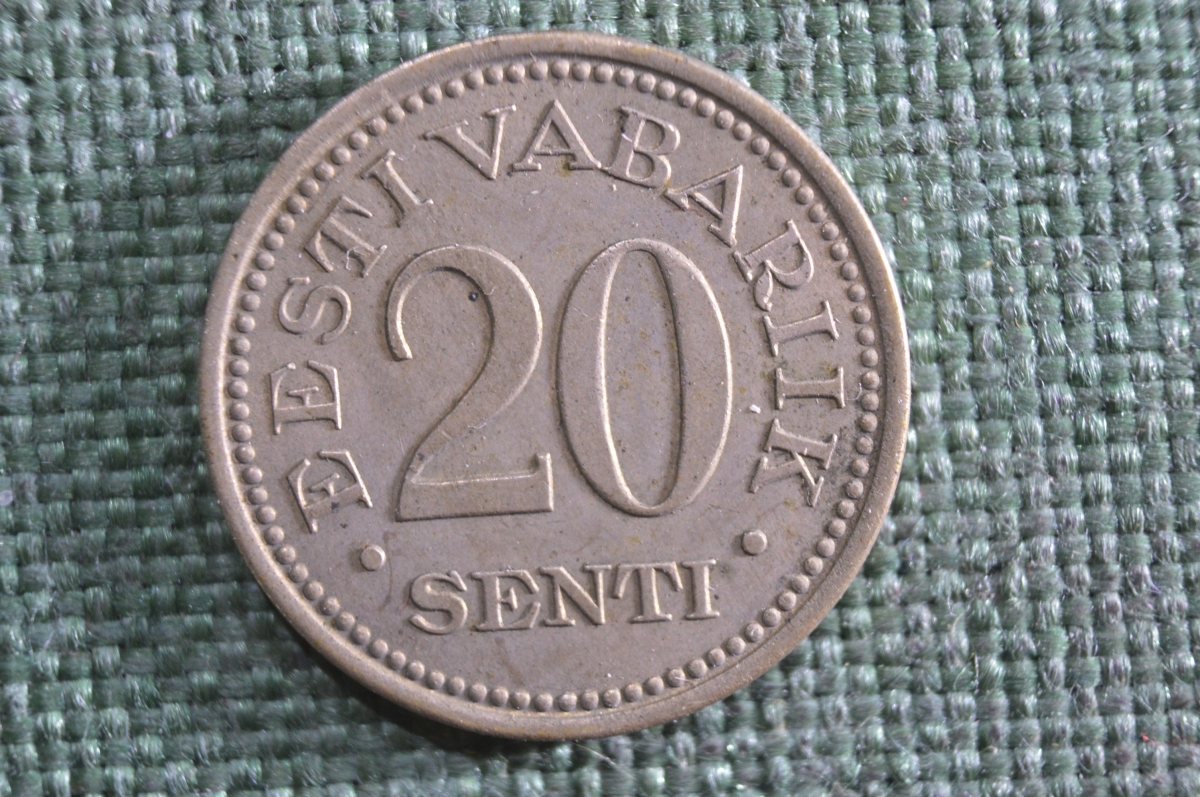 EESTI VABARIIK
20
· SENTI ·